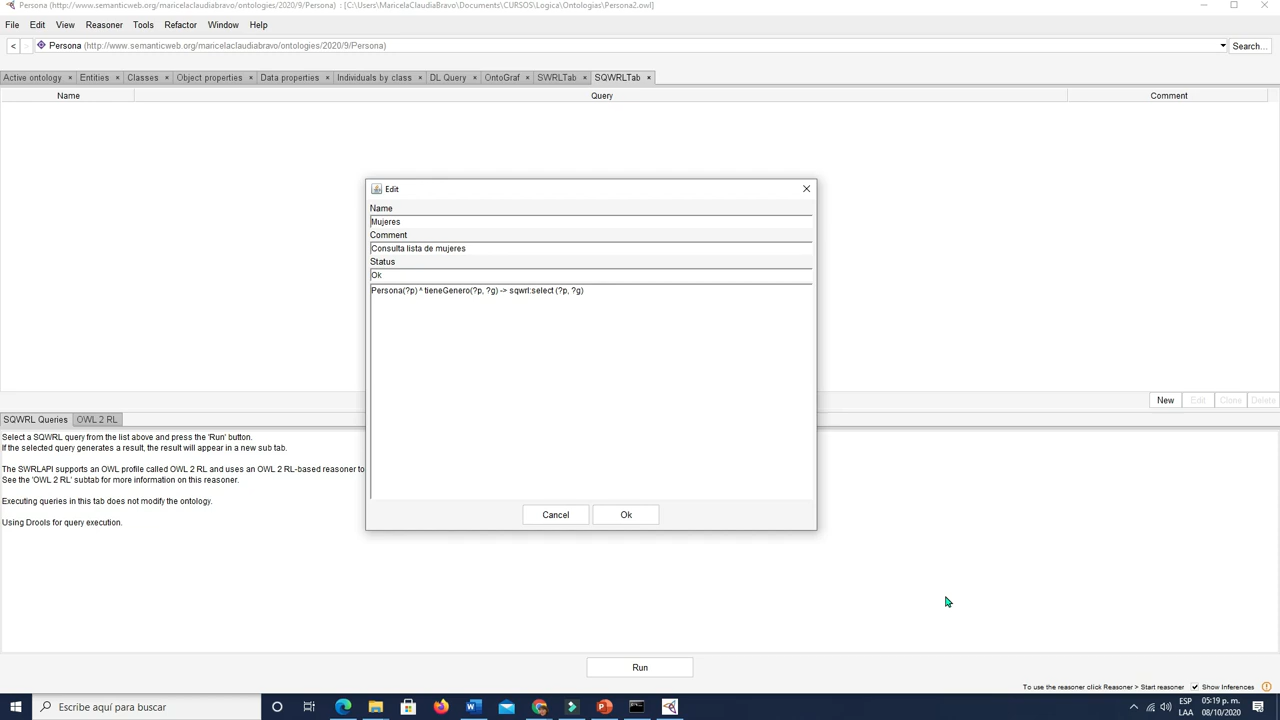 Persona (http://www.semanticweb.org/maricelaclaudiabravo/ontologies/2020/9/Persona) : [C:\Users\MaricelaClaudiaBravo\Documents\CURSOS\Logica\Ontologias\Persona2.owl]
File Edit View Reasoner Tools Refactor Window Help
< > Persona (http://www.semanticweb.org/maricelaclaudiabravo/ontologies/2020/9/Persona) Search...
Active ontology × Entities × Classes × Object properties × Data properties × Individuals by class × DL Query × OntoGraf × SWRLTab × SQWRLTab ×
Name Query Comment
Edit
Name
Mujeres
Comment
Consulta lista de mujeres
Status
Ok
Persona(?p) ^ tieneGenero(?p, ?g) -> sqwrl:select (?p, ?g)
Cancel Ok
New Edit Clone Delete
SQWRL Queries OWL 2 RL
Select a SQWRL query from the list above and press the 'Run' button.
If the selected query generates a result, the result will appear in a new sub tab.
The SWRLAPI supports an OWL profile called OWL 2 RL and uses an OWL 2 RL-based reasoner to
See the 'OWL 2 RL' subtab for more information on this reasoner.
Executing queries in this tab does not modify the ontology.
Using Drools for query execution.
Run
To use the reasoner click Reasoner > Start reasoner Show Inferences
Escribe aquí para buscar
ESP 05:19 p. m.
LAA 08/10/2020